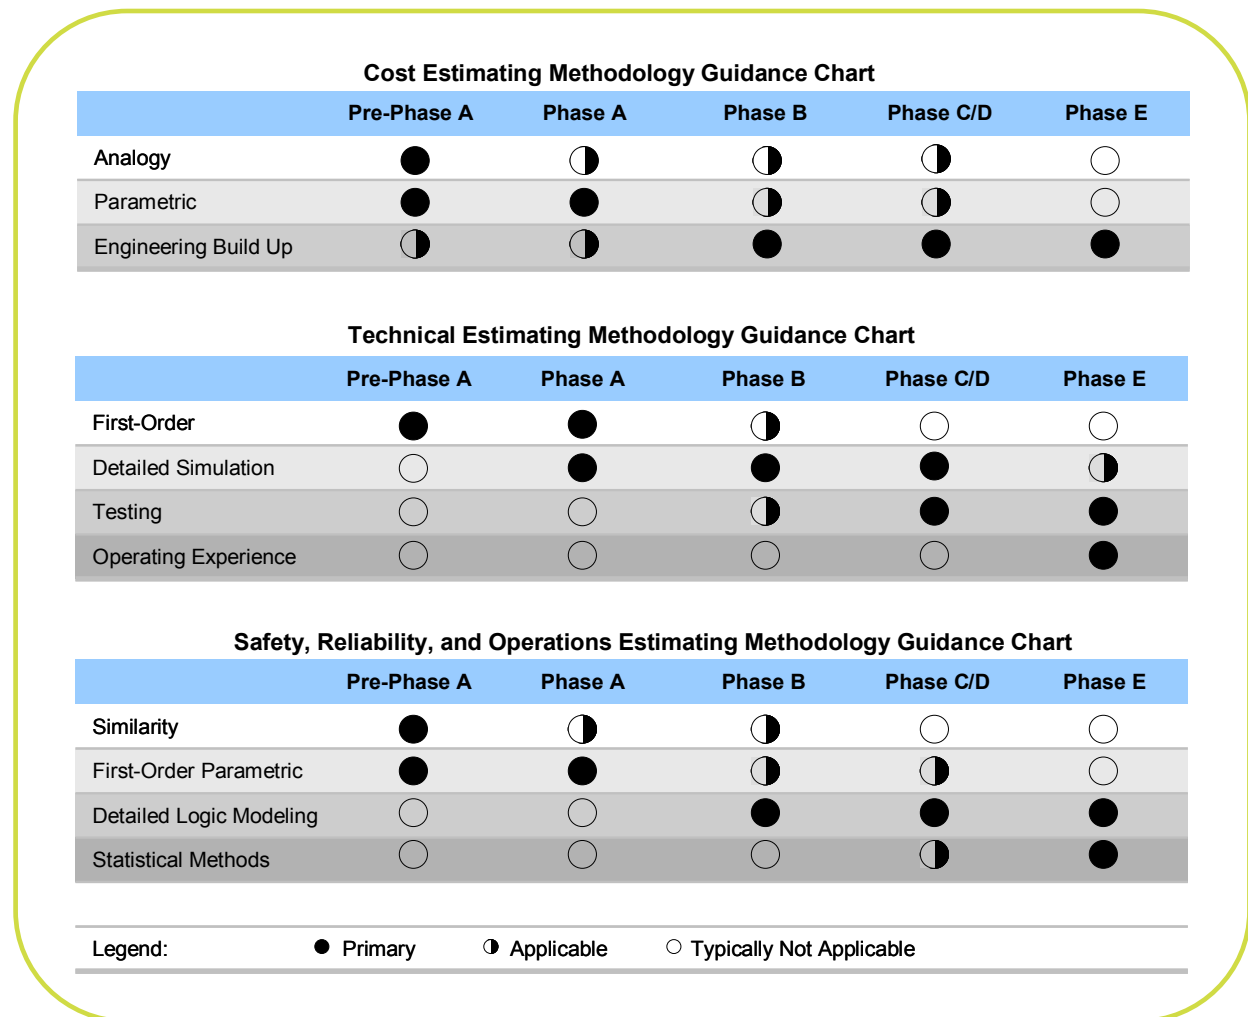 Cost Estimating Methodology Guidance Chart
Pre-Phase A Phase A Phase B Phase C/D Phase E
Analogy
Parametric
Engineering Build Up
Technical Estimating Methodology Guidance Chart
Pre-Phase A Phase A Phase B Phase C/D Phase E
First-Order
Detailed Simulation
Testing
Operating Experience
Safety, Reliability, and Operations Estimating Methodology Guidance Chart
Pre-Phase A Phase A Phase B Phase C/D Phase E
Similarity
First-Order Parametric
Detailed Logic Modeling
Statistical Methods
Legend: Primary Applicable Typically Not Applicable